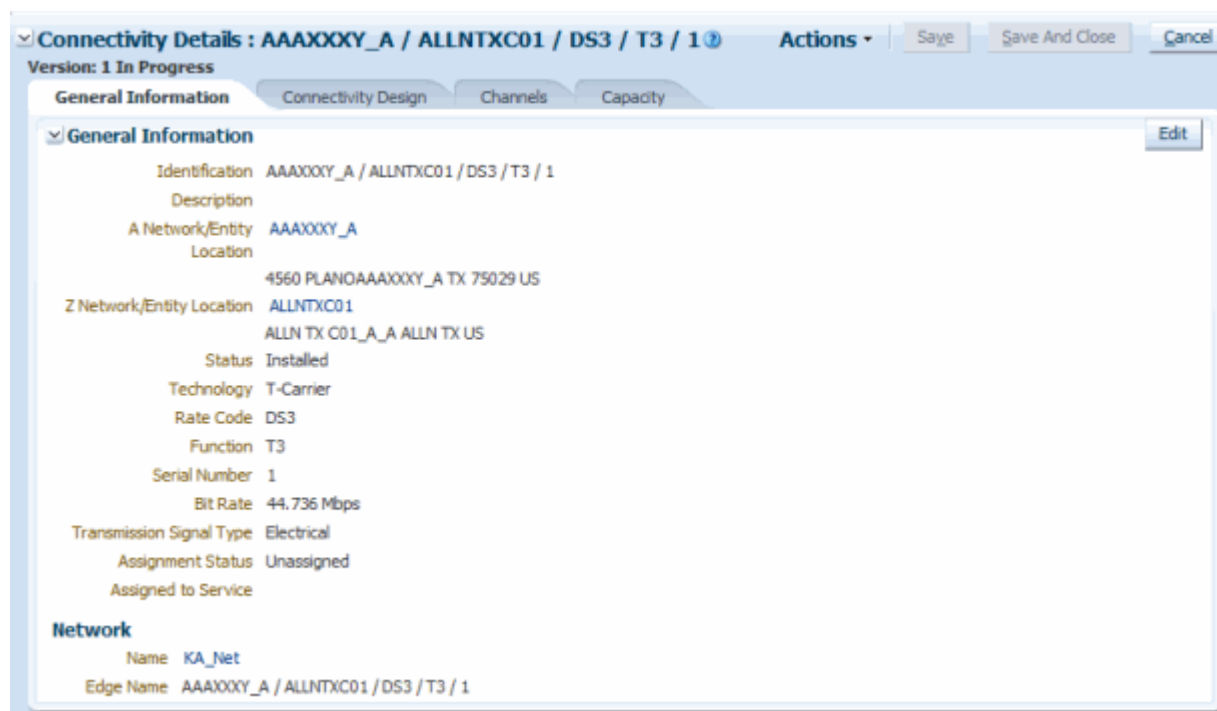 Connectivity Details : AAAXXXY_A / ALLNTXC01 / DS3 / T3 / 1 Actions Save Save And Close Cancel
Version: 1 In Progress
General Information Connectivity Design Channels Capacity
General Information Edit
Identification AAAXXXY_A / ALLNTXC01 / DS3 / T3 / 1
Description
A Network/Entity AAAXXXY_A
Location
4560 PLANOAAAXXXY_A TX 75029 US
Z Network/Entity Location ALLNTXC01
ALLN TX C01_A_A ALLN TX US
Status Installed
Technology T-Carrier
Rate Code DS3
Function T3
Serial Number 1
Bit Rate 44.736 Mbps
Transmission Signal Type Electrical
Assignment Status Unassigned
Assigned to Service
Network
Name KA_Net
Edge Name AAAXXXY_A / ALLNTXC01 / DS3 / T3 / 1